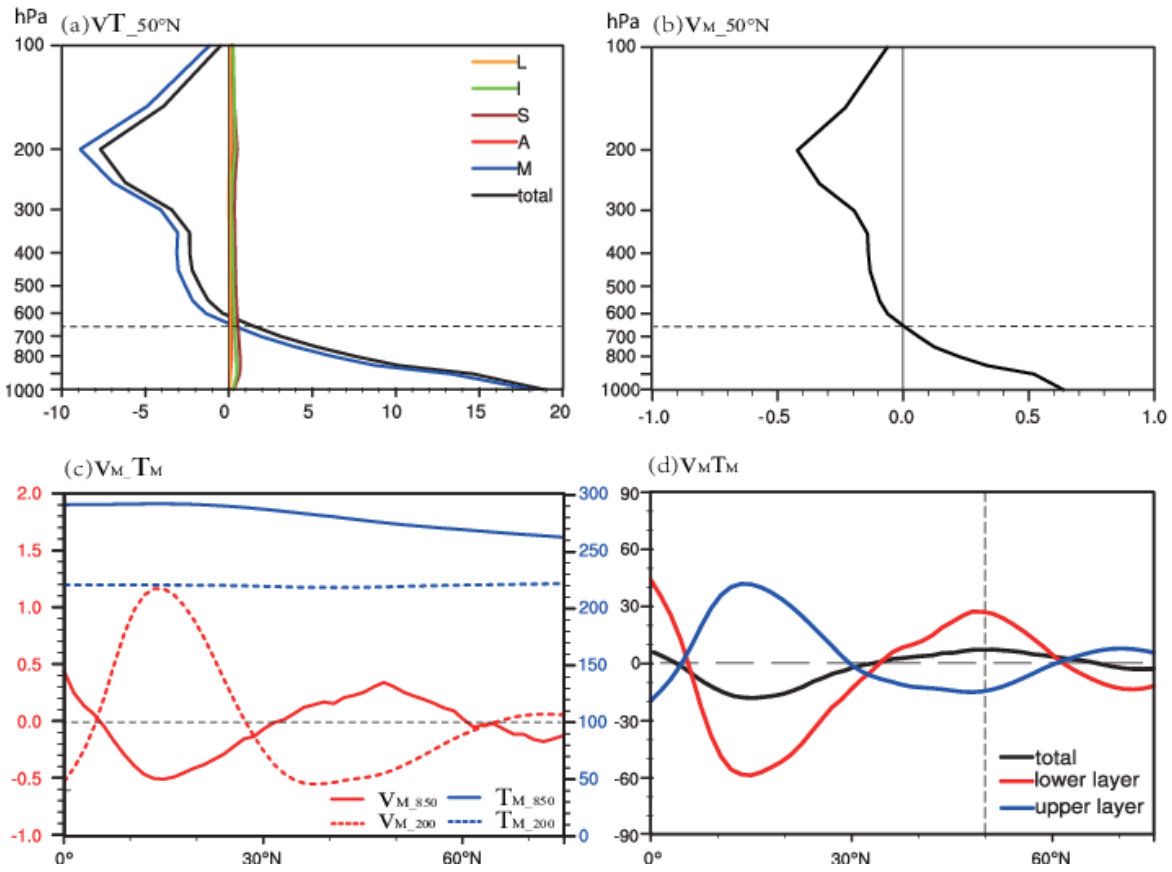 hPa (a)VT_50°N
100
200
300
400
500
600
700
800
1000
-10 -5 0 5 10 15 20
L
I
S
A
M
total
hPa (b)VM_50°N
100
200
300
400
500
600
700
800
1000
-1.0 -0.5 0.0 0.5 1.0
(c)VM_TM
2.0
1.5
1.0
0.5
0.0
-0.5
-1.0
300
250
200
150
100
50
0
VM_850 TM_850
VM_200 TM_200
0° 30°N 60°N
(d)VMTM
90
60
30
0
-30
-60
-90
total
lower layer
upper layer
0° 30°N 60°N